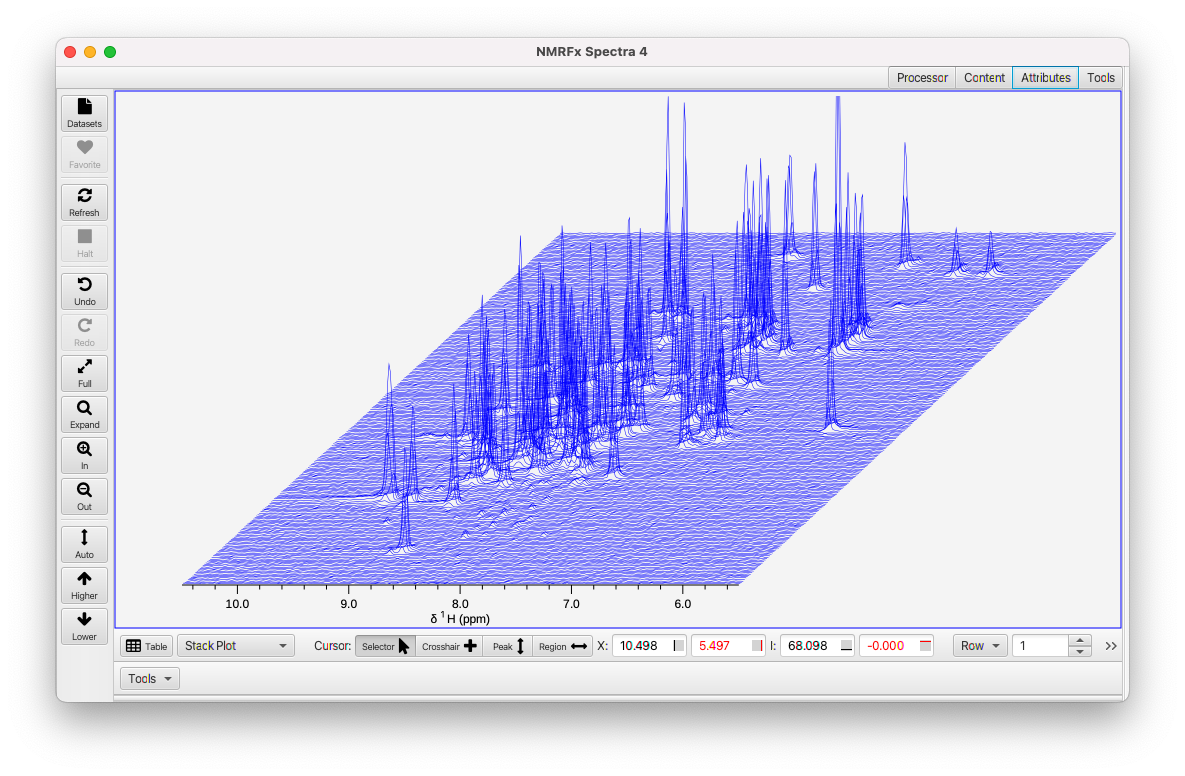 NMRFx Spectra 4
Processor Content Attributes Tools
Datasets
Favorite
Refresh
Halt
Undo
Redo
Full
Expand
In
Out
Auto
Higher
Lower
10.0 9.0 8.0 7.0 6.0
δ 1 H (ppm)
Table Stack Plot Cursor: Selector Crosshair Peak Region X: 10.498 5.497 I: 68.098 -0.000 Row 1 >>
Tools